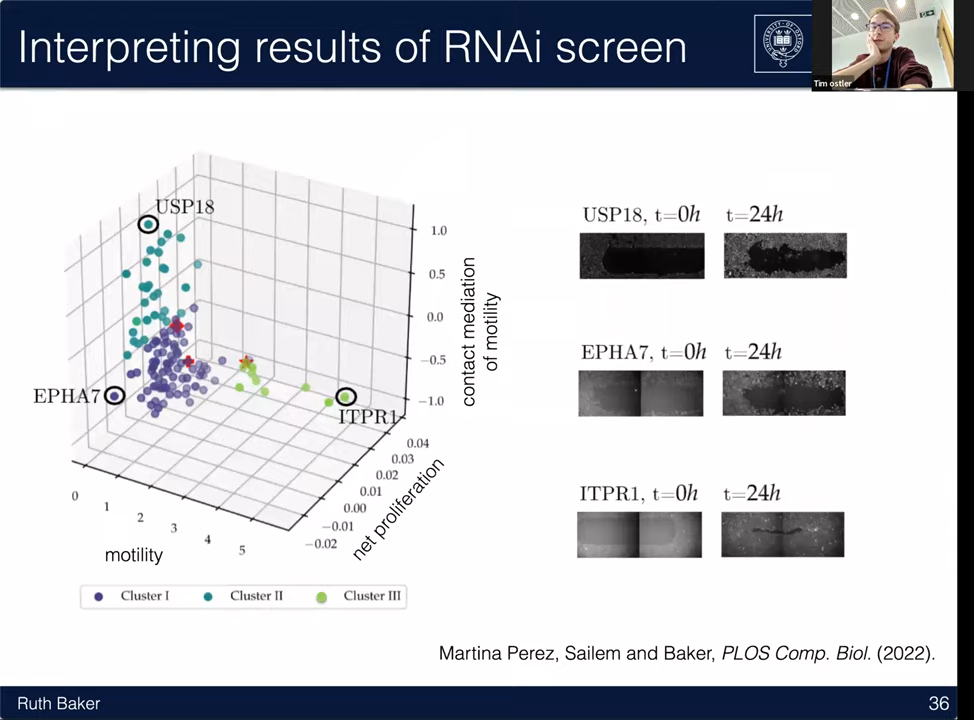 Interpreting results of RNAi screen
Tim ostler
USP18
EPHA7
ITPR1
1.0
0.5
0.0
−0.5
−1.0
contact mediation
of motility
0.04
0.03
0.02
0.01
0.00
−0.01
−0.02
net proliferation
0
1
2
3
4
5
motility
Cluster I
Cluster II
Cluster III
USP18, t=0h t=24h
EPHA7, t=0h t=24h
ITPR1, t=0h t=24h
Martina Perez, Sailem and Baker, PLOS Comp. Biol. (2022).
Ruth Baker
36